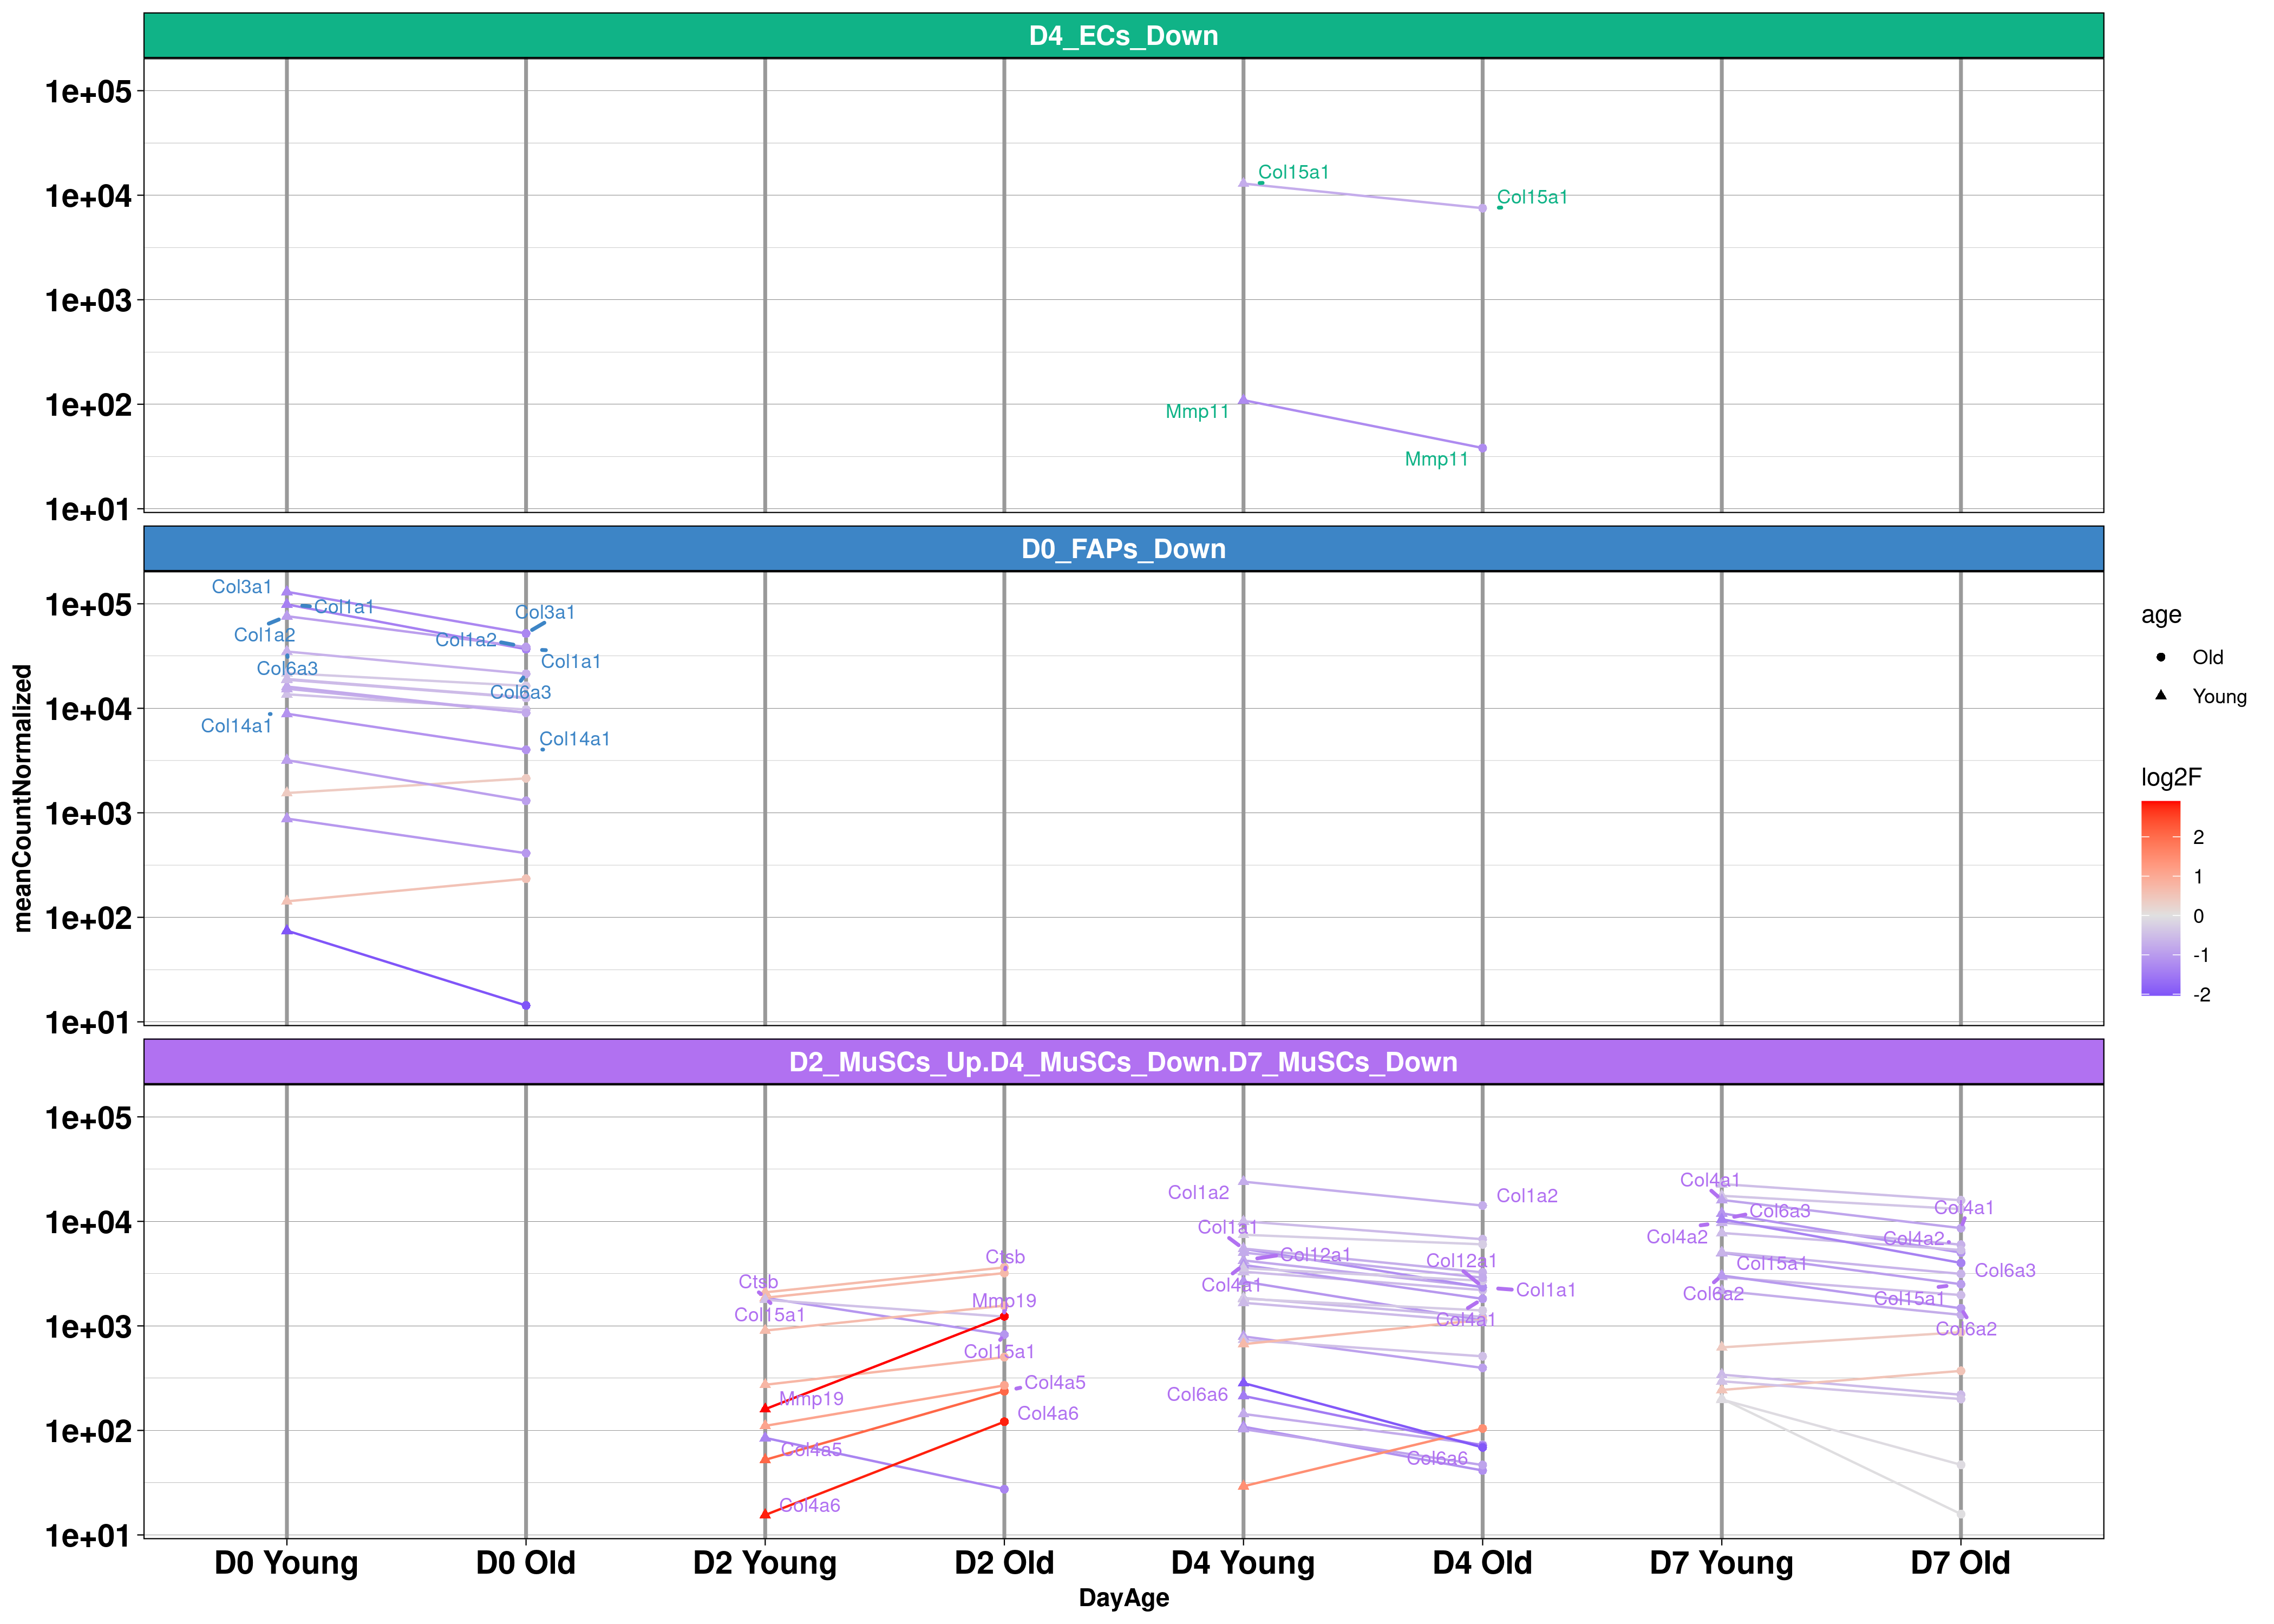 D4_ECs_Down
1e+05
1e+04
1e+03
1e+02
1e+01
Col15a1
Col15a1
Mmp11
Mmp11
D0_FAPs_Down
1e+05
1e+04
1e+03
1e+02
1e+01
Col3a1
Col1a1
Col1a2
Col6a3
Col14a1
Col3a1
Col1a2
Col1a1
Col6a3
Col14a1
D2_MuSCs_Up.D4_MuSCs_Down.D7_MuSCs_Down
1e+05
1e+04
1e+03
1e+02
1e+01
Ctsb
Col15a1
Mmp19
Col4a5
Col4a6
Ctsb
Mmp19
Col15a1
Col4a5
Col4a6
Col1a2
Col1a1
Col12a1
Col4a1
Col6a6
Col1a2
Col12a1
Col1a1
Col4a1
Col6a6
Col4a1
Col6a3
Col4a2
Col15a1
Col6a2
Col4a1
Col4a2
Col6a3
Col15a1
Col6a2
D0 Young
D0 Old
D2 Young
D2 Old
D4 Young
D4 Old
D7 Young
D7 Old
DayAge
meanCountNormalized
age
Old
Young
log2F
2
1
0
-1
-2